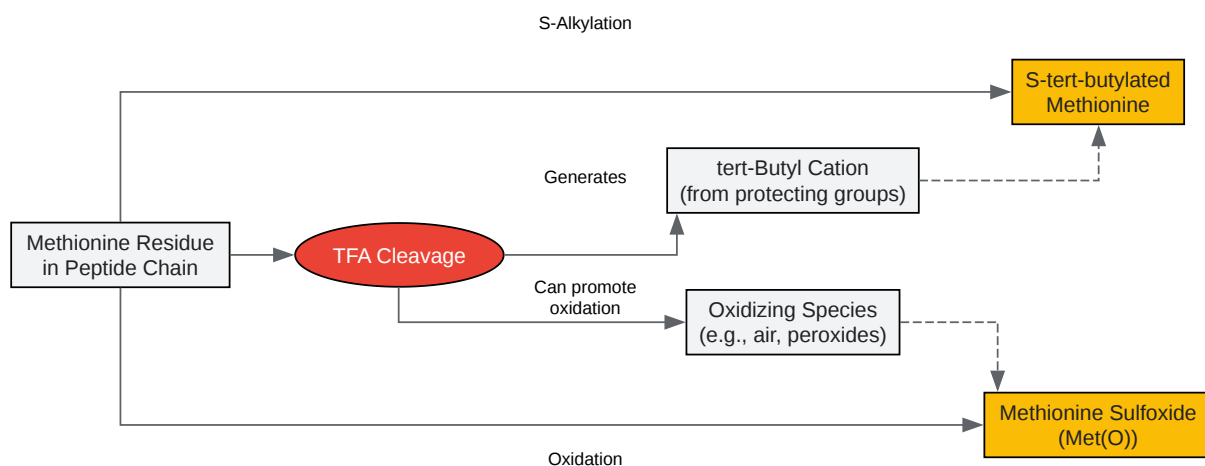 S-Alkylation
S-tert-butylated
Methionine
tert-Butyl Cation
(from protecting groups)
Generates
Methionine Residue
in Peptide Chain
TFA Cleavage
Can promote
oxidation
Oxidizing Species
(e.g., air, peroxides)
Methionine Sulfoxide
(Met(O))
Oxidation